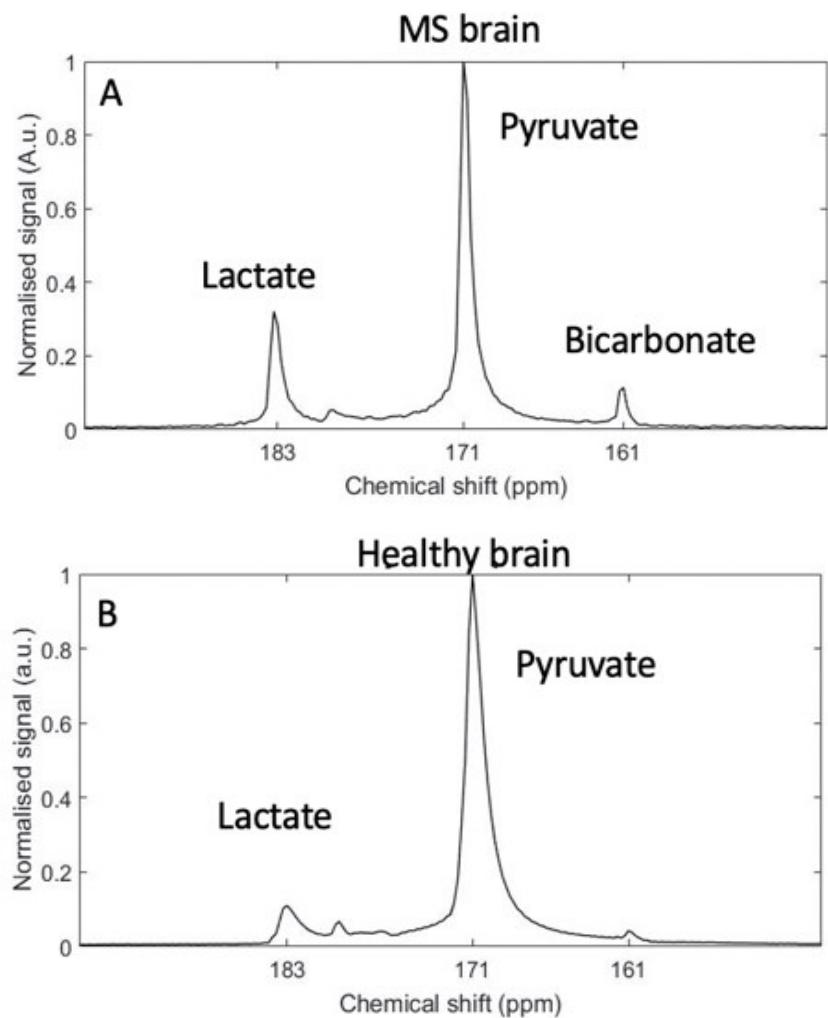 MS brain
A
1
0.8
0.6
0.4
0.2
0
Normalised signal (A.u.)
Pyruvate
Lactate
Bicarbonate
183
171
161
Chemical shift (ppm)
Healthy brain
B
1
0.8
0.6
0.4
0.2
0
Normalised signal (a.u.)
Pyruvate
Lactate
183
171
161
Chemical shift (ppm)